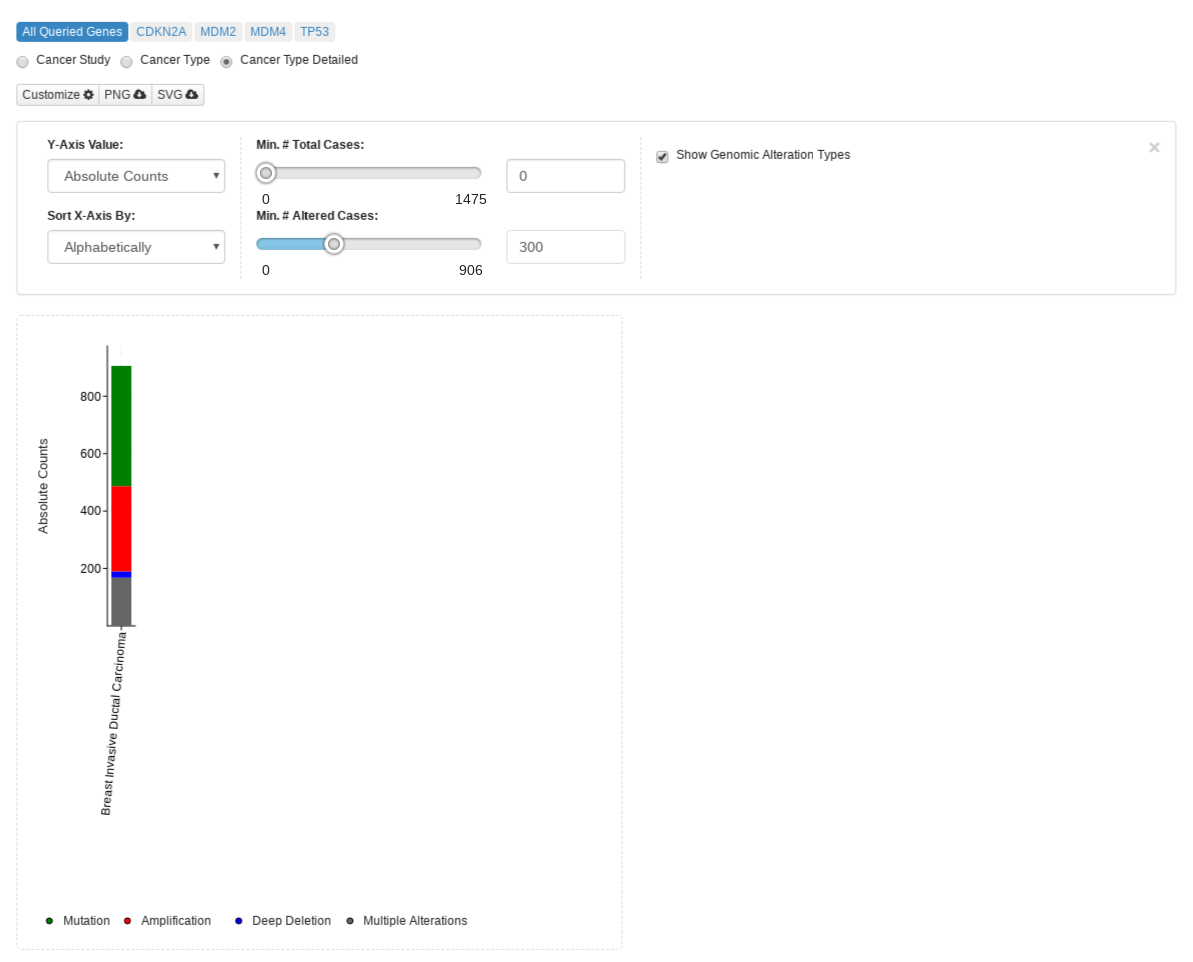 All Queried Genes CDKN2A MDM2 MDM4 TP53
Cancer Study Cancer Type Cancer Type Detailed
Customize PNG SVG
Y-Axis Value:
Absolute Counts
Sort X-Axis By:
Alphabetically
Min. # Total Cases:
0
0 1475
Min. # Altered Cases:
300
0 906
Show Genomic Alteration Types
×
Absolute Counts
800
600
400
200
Breast Invasive Ductal Carcinoma
Mutation Amplification Deep Deletion Multiple Alterations